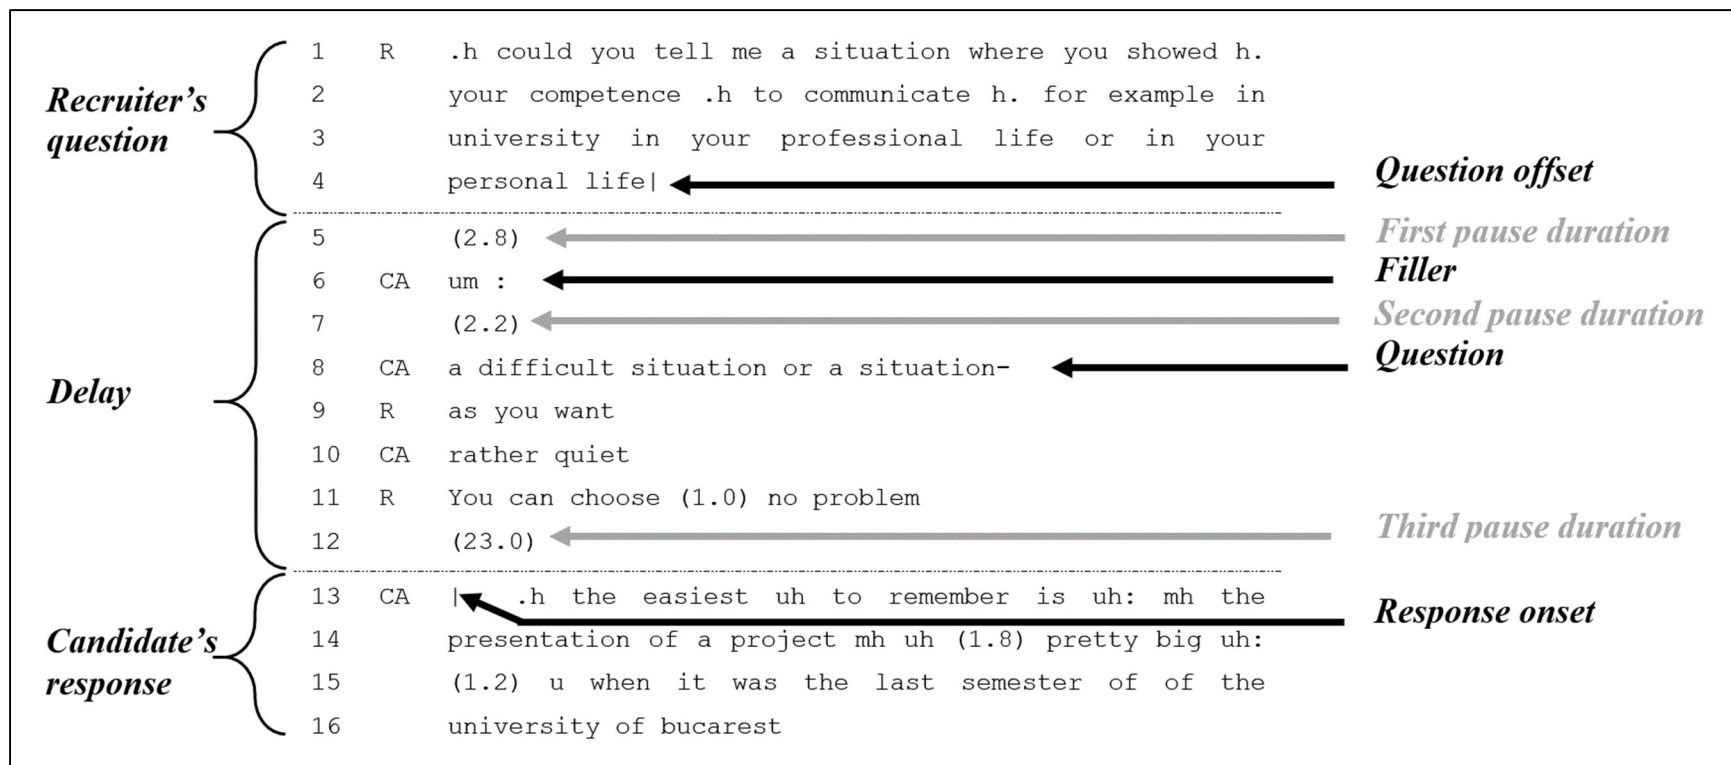 Recruiter's question
1 R .h could you tell me a situation where you showed h.
2 your competence .h to communicate h. for example in
3 university in your professional life or in your
4 personal life|
Question offset
Delay
5 (2.8)
First pause duration
6 CA um :
Filler
7 (2.2)
Second pause duration
8 CA a difficult situation or a situation-
Question
9 R as you want
10 CA rather quiet
11 R You can choose (1.0) no problem
12 (23.0)
Third pause duration
Candidate's response
13 CA | .h the easiest uh to remember is uh: mh the
Response onset
14 presentation of a project mh uh (1.8) pretty big uh:
15 (1.2) u when it was the last semester of of the
16 university of bucarest